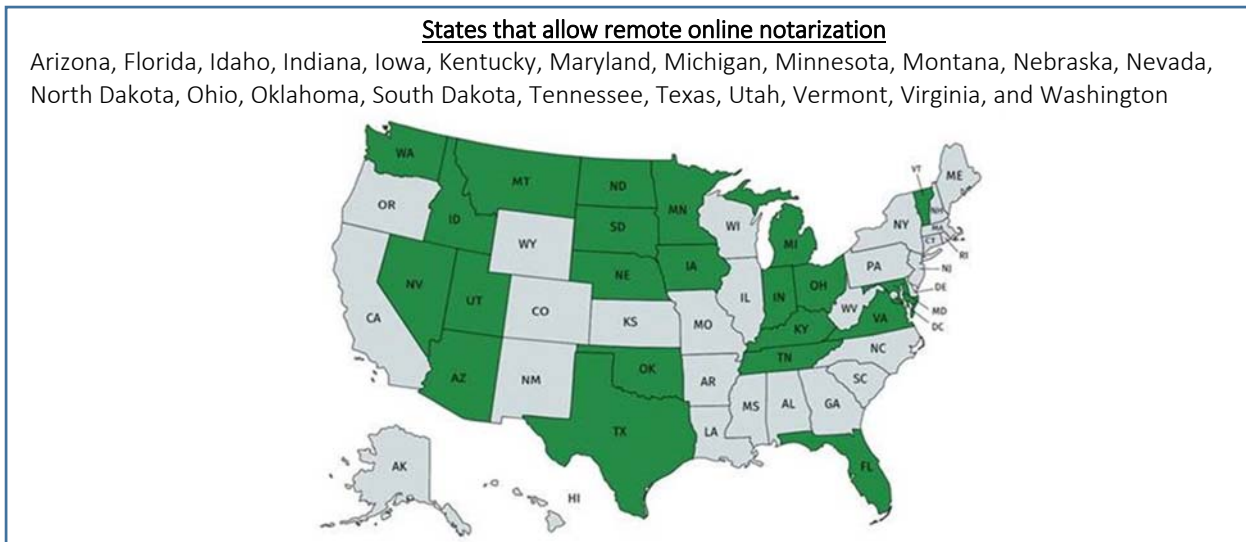 States that allow remote online notarization
Arizona, Florida, Idaho, Indiana, Iowa, Kentucky, Maryland, Michigan, Minnesota, Montana, Nebraska, Nevada,
North Dakota, Ohio, Oklahoma, South Dakota, Tennessee, Texas, Utah, Vermont, Virginia, and Washington
WA
MT
ND
MN
OR
ID
WY
SD
WI
MI
VT
ME
NH
NY
MA
CT
RI
NV
UT
NE
IA
PA
NJ
CA
CO
KS
MO
IL
IN
OH
WV
VA
DE
MD
DC
KY
AZ
NM
OK
AR
TN
NC
SC
TX
LA
MS
AL
GA
FL
AK
HI